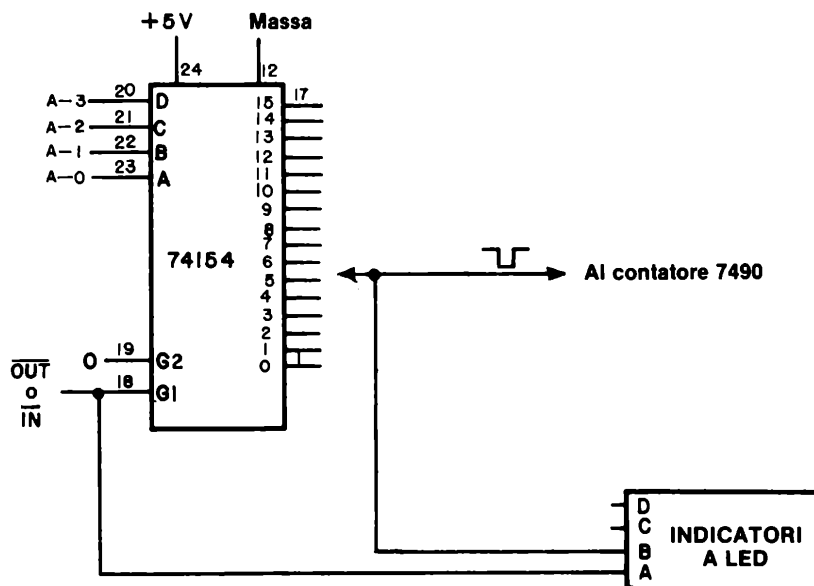 +5V Massa
24 12
A-3 20 D 15 17
A-2 21 C 14
A-1 22 B 13
A-0 23 A 12
11
10
9
8
7
74154 6
5 Al contatore 7490
4
3
2
0 19 G2 1
0
OUT 18 G1
o
IN
D
C INDICATORI
B A LED
A